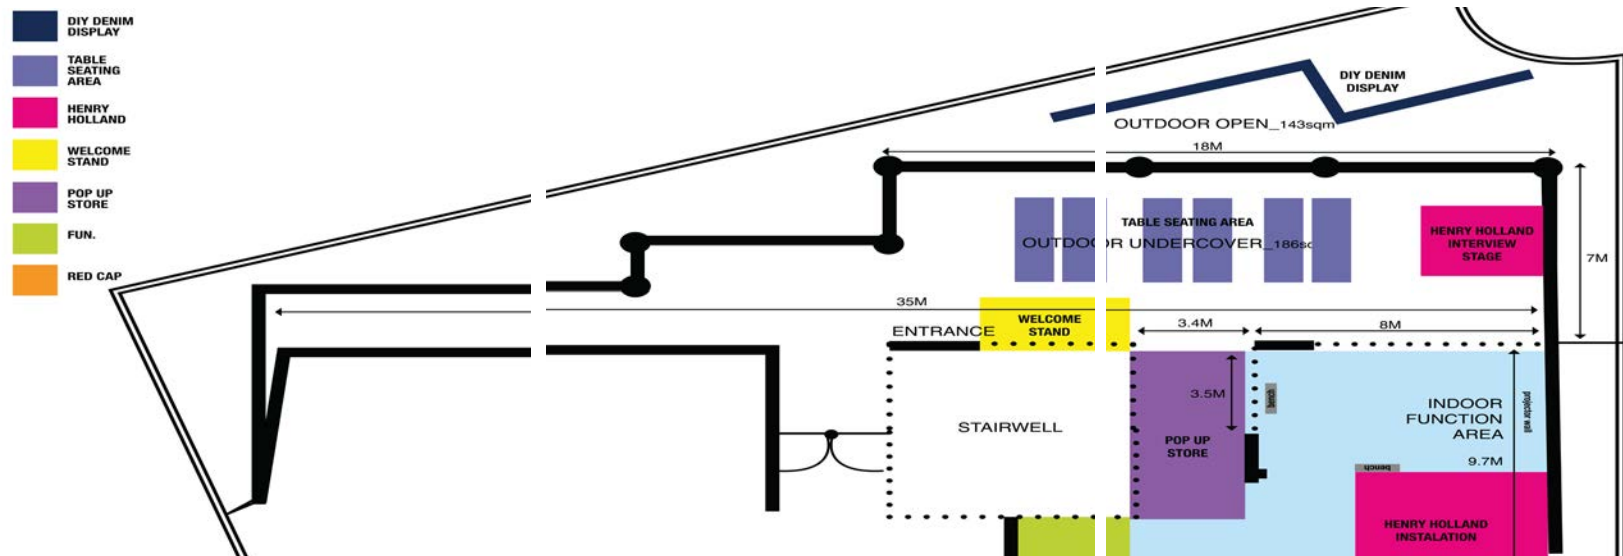 DIY DENIM
DISPLAY
TABLE
SEATING
AREA
HENRY
HOLLAND
WELCOME
STAND
POP UP
STORE
FUN.
RED CAP
DIY DENIM
DISPLAY
OUTDOOR OPEN_143sqm
18M
TABLE SEATING AREA
OUTDOOR UNDERCOVER_186sq
HENRY HOLLAND
INTERVIEW
STAGE
7M
35M
WELCOME
STAND
ENTRANCE
3.4M
8M
3.5M
bench
INDOOR
FUNCTION
AREA
projector wall
STAIRWELL
POP UP
STORE
9.7M
bench
HENRY HOLLAND
INSTALATION